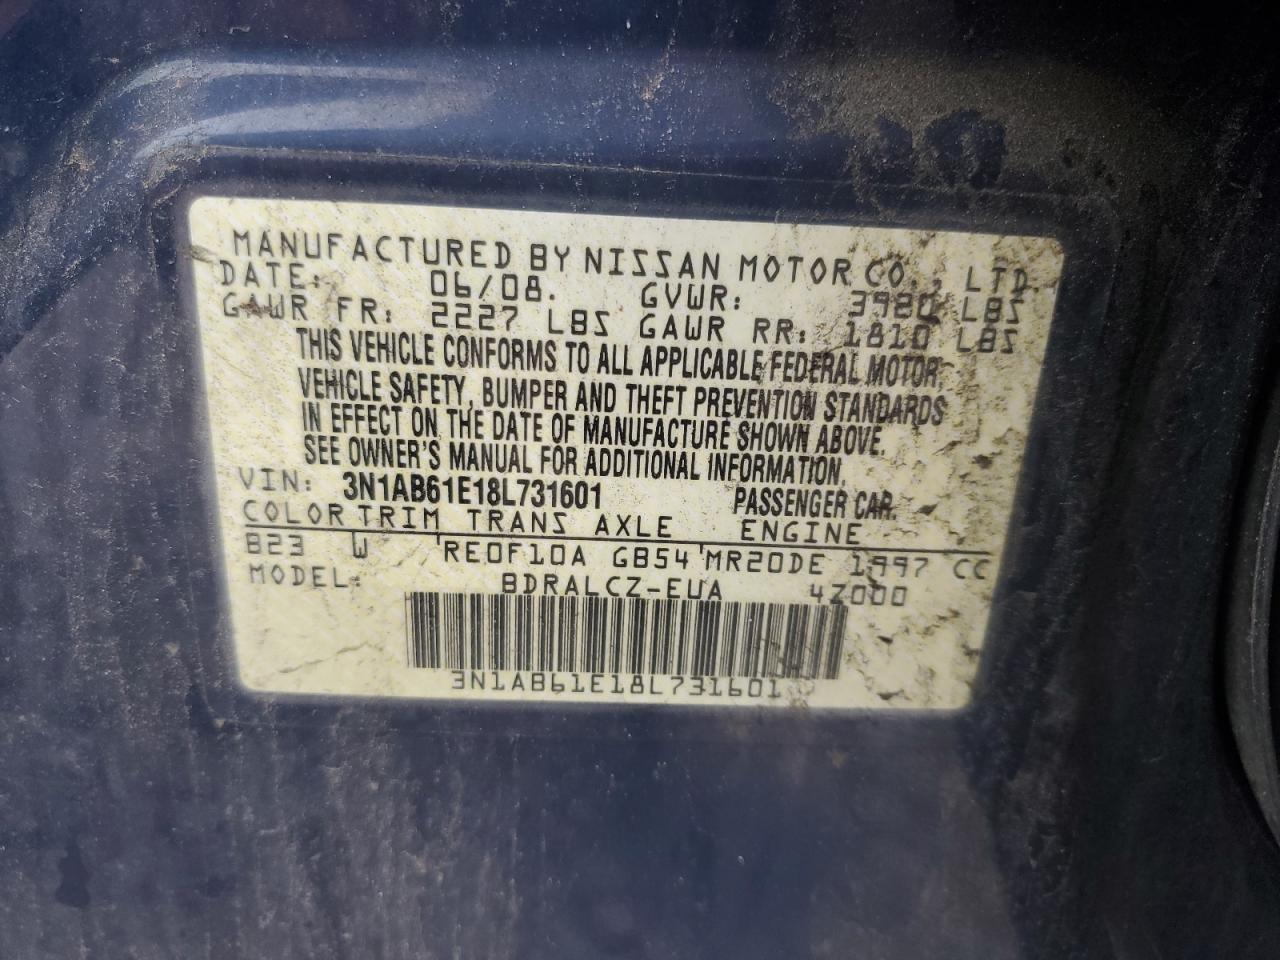 MANUFACTURED BY NISSAN MOTOR CO., LTD.
DATE: 06/08. GVWR: 3920 LBS
GAWR FR: 2227 LBS GAWR RR: 1810 LBS
THIS VEHICLE CONFORMS TO ALL APPLICABLE FEDERAL MOTOR
VEHICLE SAFETY, BUMPER AND THEFT PREVENTION STANDARDS
IN EFFECT ON THE DATE OF MANUFACTURE SHOWN ABOVE.
SEE OWNER'S MANUAL FOR ADDITIONAL INFORMATION.
VIN: 3N1AB61E18L731601 PASSENGER CAR.
COLOR TRIM TRANS AXLE ENGINE
B23 W RE0F10A GB54 MR20DE 1997 CC
MODEL: BDRALCZ-EUA 4Z000
3N1AB61E18L731601